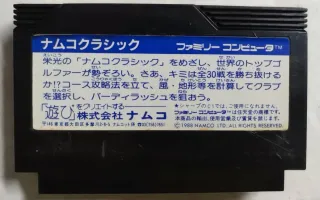 ナムコクラシック
ファミリー コンピュータ™
栄光の「ナムコクラシック」をめざし、世界のトップゴ
ルファーが勢ぞろい。さあ、キミは全30戦を勝ち抜ける
か!?コース攻略法を立て、風・地形等を計算してクラブ
を選択し、バーディラッシュを狙おう。
「遊び」をクリエイトする
株式会社 ナムコ
©1988 NAMCO LTD. ALL RIGHTS RESERVED